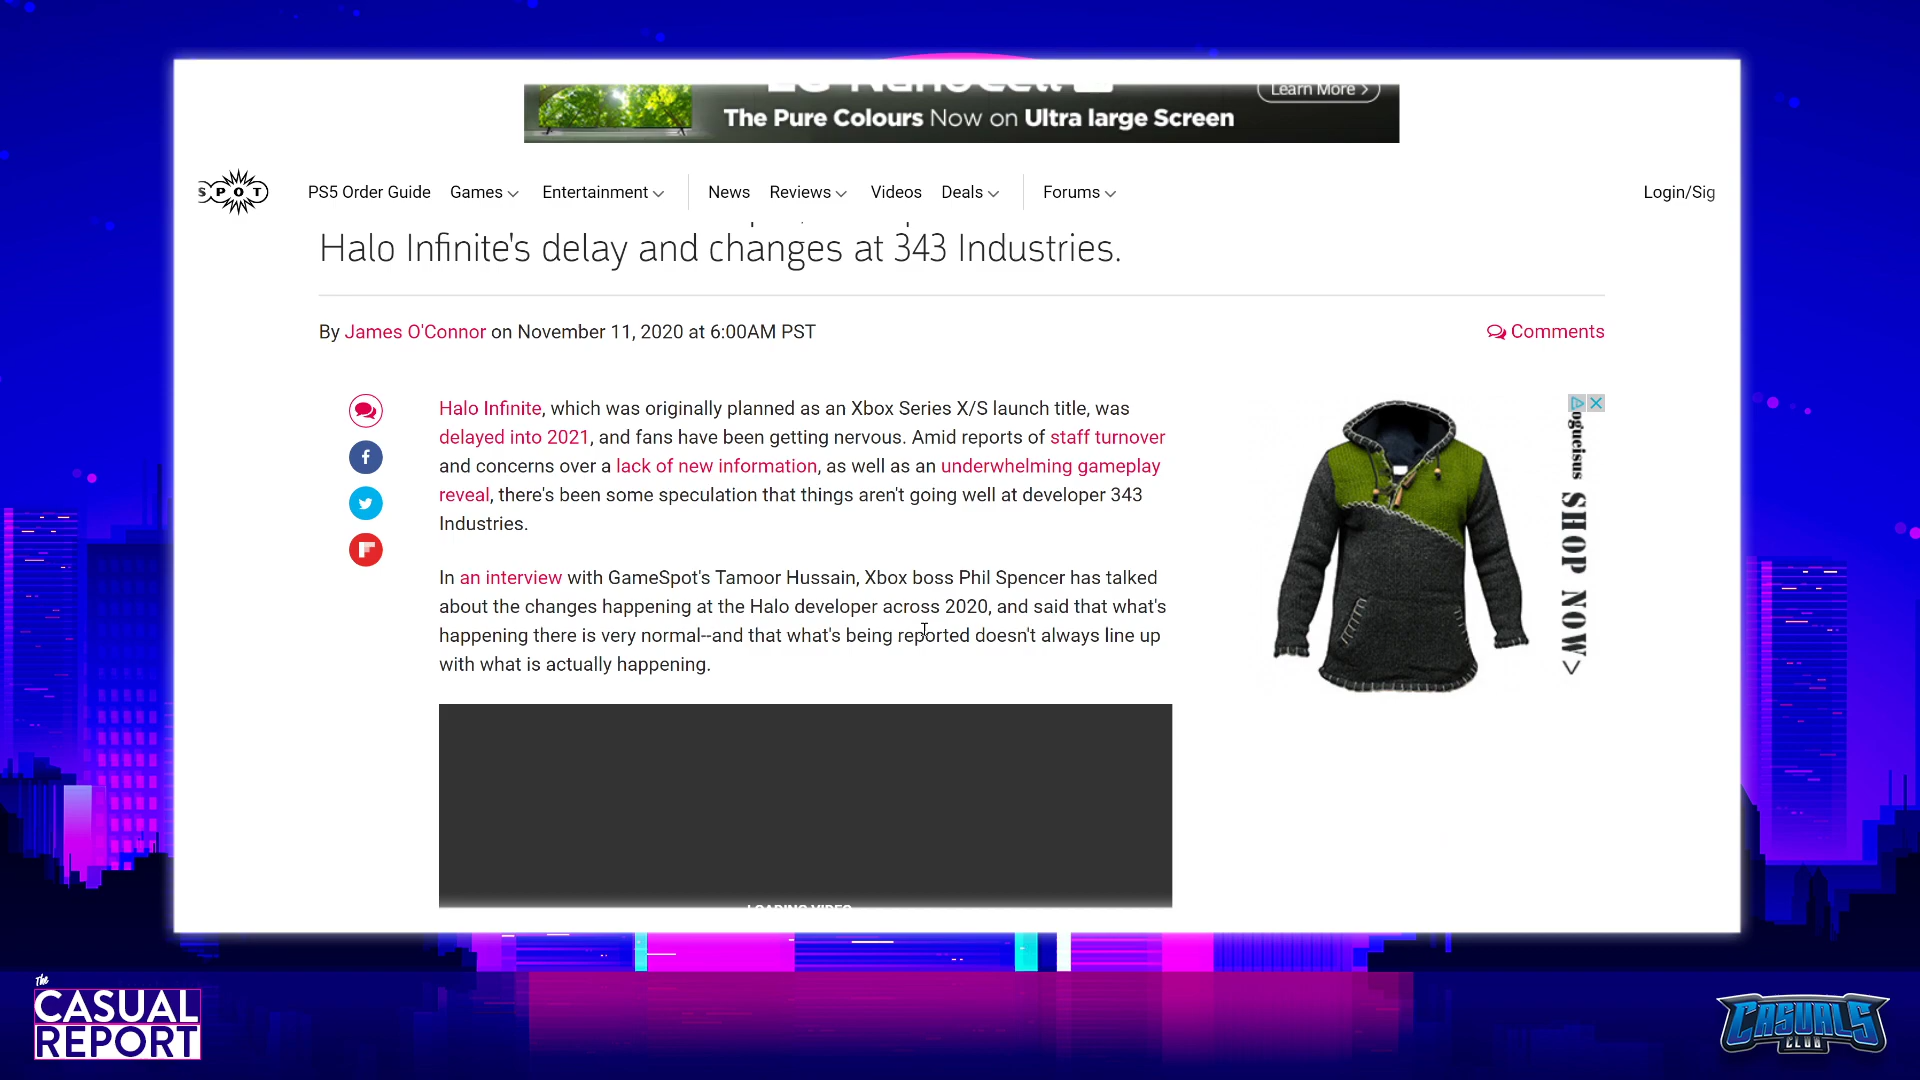 The Pure Colours Now on Ultra large Screen
Learn More >
SPOT
PS5 Order Guide Games Entertainment News Reviews Videos Deals Forums Login/Sig
Halo Infinite's delay and changes at 343 Industries.
By James O'Connor on November 11, 2020 at 6:00AM PST
Comments
Halo Infinite, which was originally planned as an Xbox Series X/S launch title, was
delayed into 2021, and fans have been getting nervous. Amid reports of staff turnover
and concerns over a lack of new information, as well as an underwhelming gameplay
reveal, there's been some speculation that things aren't going well at developer 343
Industries.
In an interview with GameSpot's Tamoor Hussain, Xbox boss Phil Spencer has talked
about the changes happening at the Halo developer across 2020, and said that what's
happening there is very normal--and that what's being reported doesn't always line up
with what is actually happening.
oguecisus
SHOP NOW>
The
CASUAL
REPORT
CASUALS
CLUB